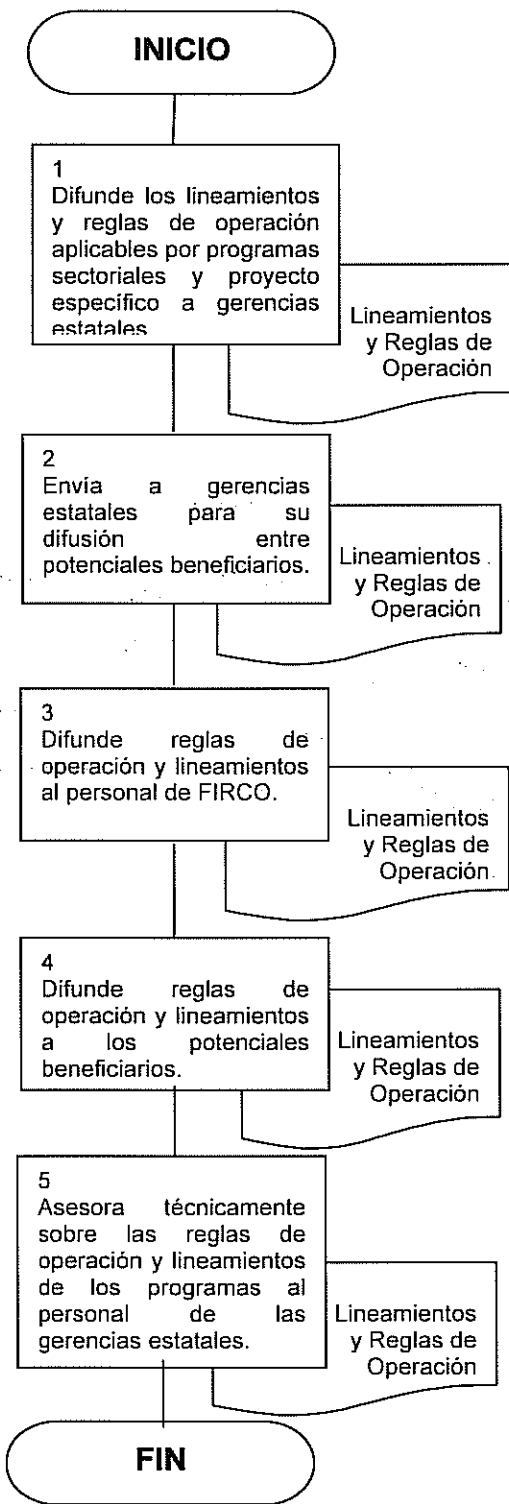 INICIO
1
Difunde los lineamientos
y reglas de operación
aplicables por programas
sectoriales y proyecto
específico a gerencias
estatales
Lineamientos
y Reglas de
Operación
2
Envía a gerencias
estatales para su
difusión entre
potenciales beneficiarios.
Lineamientos
y Reglas de
Operación
3
Difunde reglas de
operación y lineamientos
al personal de FIRCO.
Lineamientos
y Reglas de
Operación
4
Difunde reglas de
operación y lineamientos
a los potenciales
beneficiarios.
Lineamientos
y Reglas de
Operación
5
Asesora técnicamente
sobre las reglas de
operación y lineamientos
de los programas al
personal de las
gerencias estatales.
Lineamientos
y Reglas de
Operación
FIN